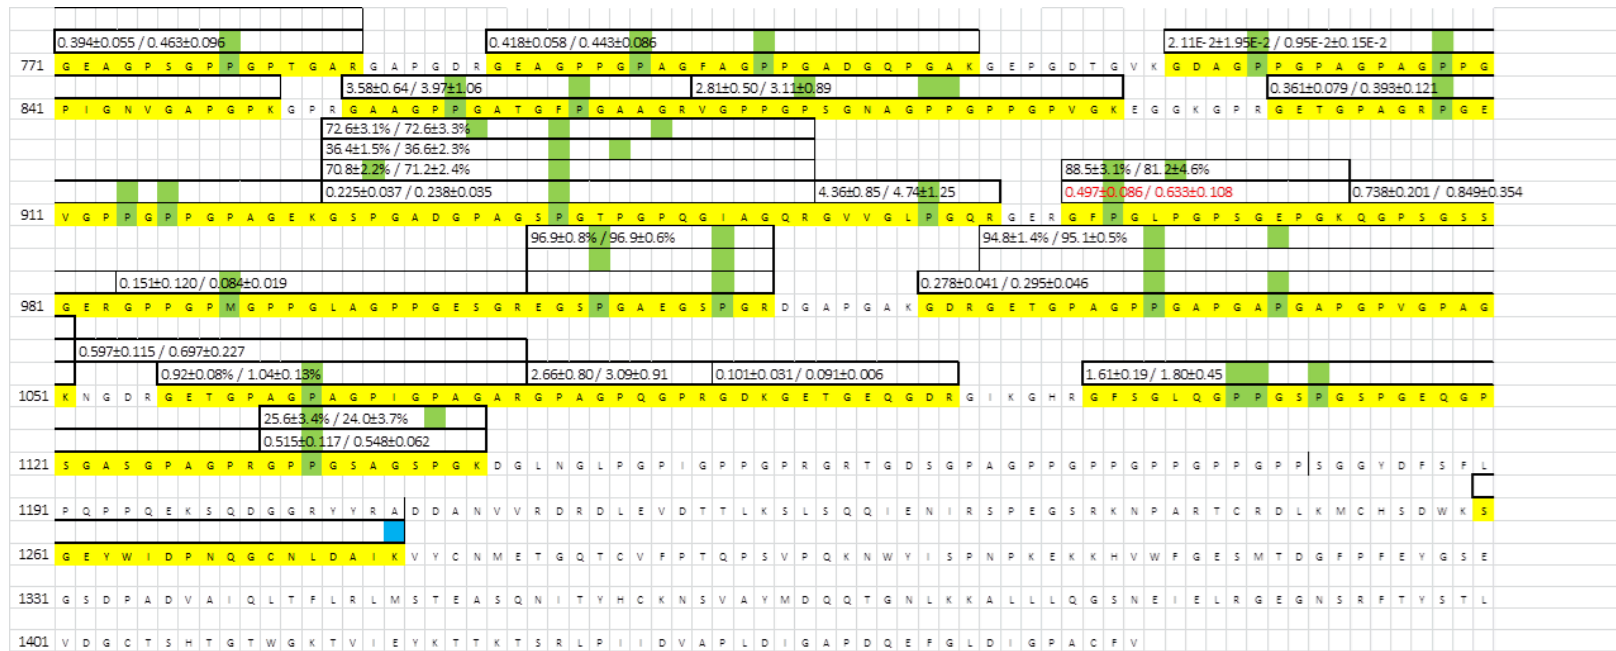 0.394±0.055 / 0.463±0.096 0.418±0.058 / 0.443±0.086 2.11E-2±1.95E-2 / 0.95E-2±0.15E-2
771 G E A G P S G P P G P T G A R G A P G D R G E A G P P G P A G F A G P P G A D G Q P G A K G E P G D T G V K G D A G P P G P A G P A G P P G
3.58±0.64 / 3.97±1.06 2.81±0.50 / 3.11±0.89 0.361±0.079 / 0.393±0.121
841 P I G N V G A P G P K G P R G A A G P P G A T G F P G A A G R V G P P G P S G N A G P P G P P G P V G K E G G K G P R G E T G P A G R P G E
72.6±3.1% / 72.6±3.3%
36.4±1.5% / 36.6±2.3%
70.8±2.2% / 71.2±2.4% 88.5±3.1% / 81.2±4.6%
0.225±0.037 / 0.238±0.035 4.36±0.85 / 4.74±1.25 0.497±0.086 / 0.633±0.108 0.738±0.201 / 0.849±0.354
911 V G P P G P P G P A G E K G S P G A D G P A G S P G T P G P Q G I A G Q R G V V G L P G Q R G E R G F P G L P G P S G E P G K Q G P S G S S
96.9±0.8% / 96.9±0.6% 94.8±1.4% / 95.1±0.5%
0.151±0.120 / 0.084±0.019 0.278±0.041 / 0.295±0.046
981 G E R G P P G P M G P P G L A G P P G E S G R E G S P G A E G S P G R D G A P G A K G D R G E T G P A G P P G A P G A P G A P G P V G P A G
0.597±0.115 / 0.697±0.227
0.92±0.08% / 1.04±0.13% 2.66±0.80 / 3.09±0.91 0.101±0.031 / 0.091±0.006 1.61±0.19 / 1.80±0.45
1051 K N G D R G E T G P A G P A G P I G P A G A R G P A G P Q G P R G D K G E T G E Q G D R G I K G H R G F S G L Q G P P G S P G S P G E Q G P
25.6±3.4% / 24.0±3.7%
0.515±0.117 / 0.548±0.062
1121 S G A S G P A G P R G P P G S A G S P G K D G L N G L P G P I G P P G P R G R T G D S G P A G P P G P P G P P G P P G P P S G G Y D F S F L
1191 P Q P P Q E K S Q D G G R Y Y R A D D A N V V R D R D L E V D T T L K S L S Q Q I E N I R S P E G S R K N P A R T C R D L K M C H S D W K S
1261 G E Y W I D P N Q G C N L D A I K V Y C N M E T G Q T C V F P T Q P S V P Q K N W Y I S P N P K E K K H V W F G E S M T D G F P F E Y G S E
1331 G S D P A D V A I Q L T F L R L M S T E A S Q N I T Y H C K N S V A Y M D Q Q T G N L K K A L L L Q G S N E I E L R G E G N S R F T Y S T L
1401 V D G C T S H T G T W G K T V I E Y K T T K T S R L P I I D V A P L D I G A P D Q E F G L D I G P A C F V